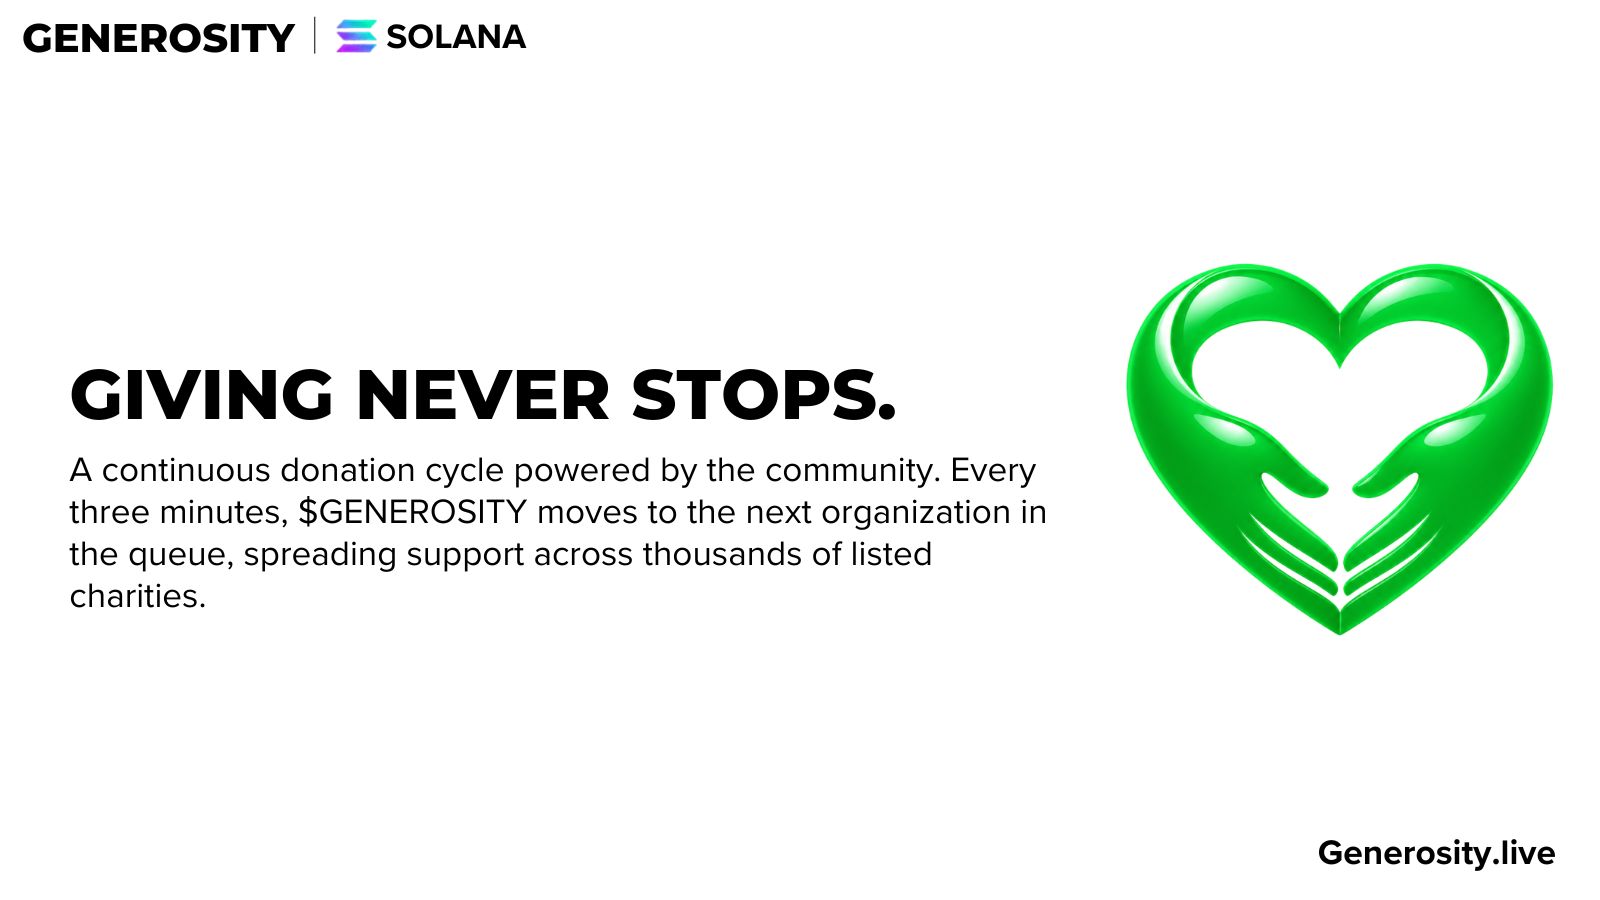 GENEROSITY | SOLANA
GIVING NEVER STOPS.
A continuous donation cycle powered by the community. Every
three minutes, $GENEROSITY moves to the next organization in
the queue, spreading support across thousands of listed
charities.
Generosity.live